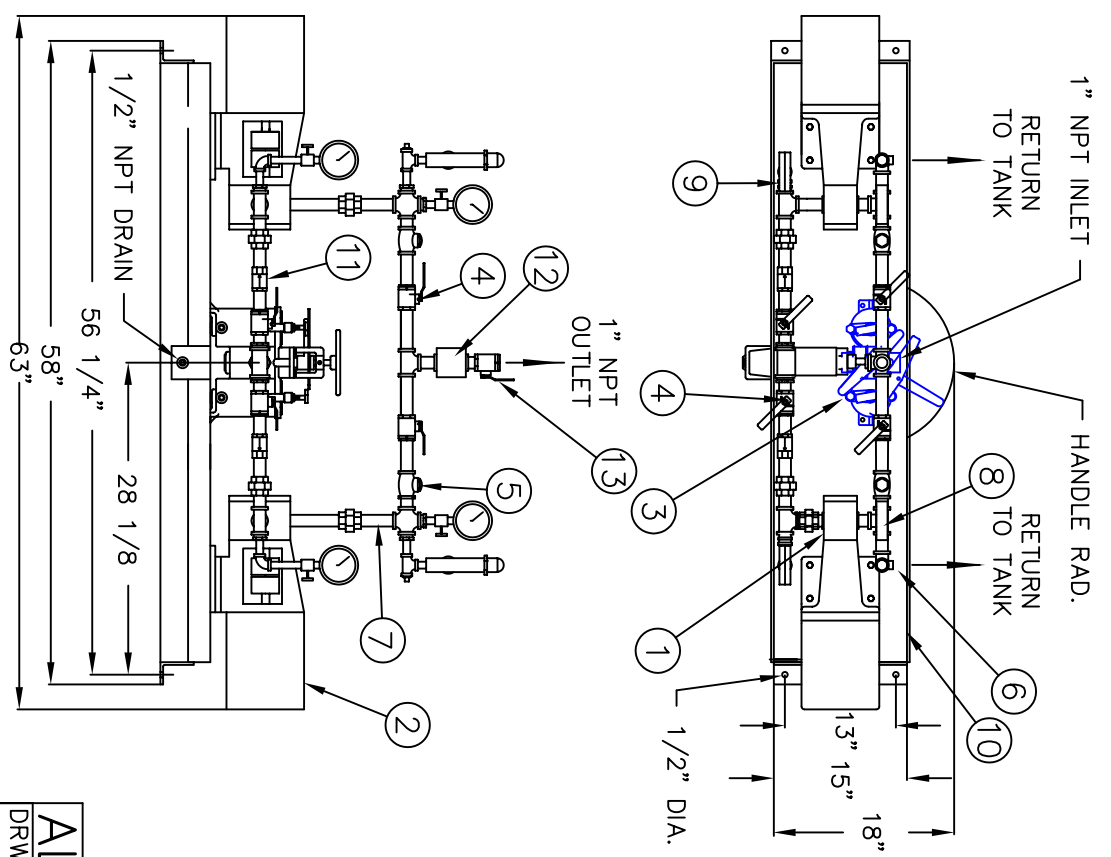 1" NPT INLET
RETURN
TO TANK
HANDLE RAD.
RETURN
TO TANK
9
4
3
8
1
6
10
13"
15"
18"
1/2" DIA.
11
4
12
1" NPT
OUTLET
13
5
7
2
1/2" NPT DRAIN
28 1/8
56 1/4"
58"
63"
DRW